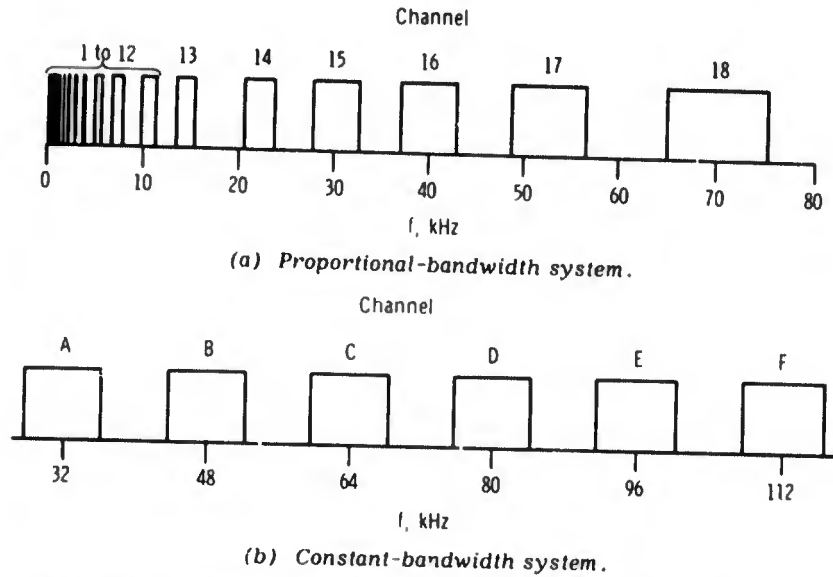 Channel
1 to 12 13 14 15 16 17 18
0 10 20 30 40 50 60 70 80
f, kHz
(a) Proportional-bandwidth system.
Channel
A B C D E F
32 48 64 80 96 112
f, kHz
(b) Constant-bandwidth system.